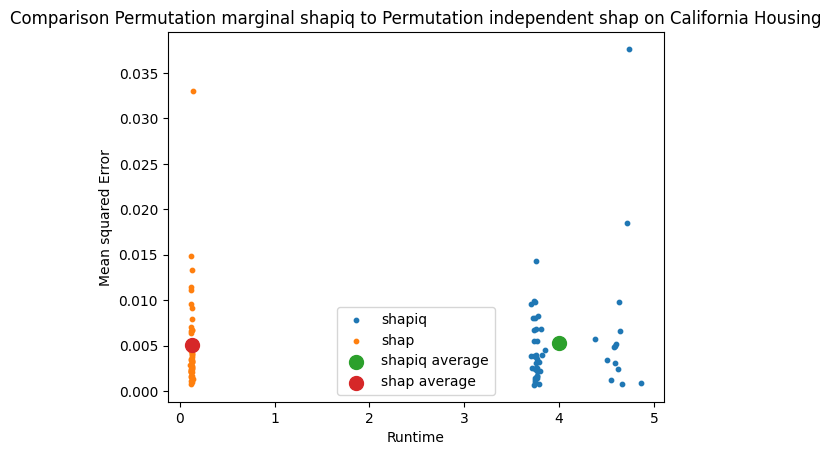 Comparison Permutation marginal shapiq to Permutation independent shap on California Housing
Mean squared Error
0.035
0.030
0.025
0.020
0.015
0.010
0.005
0.000
shapiq
shap
shapiq average
shap average
0 1 2 3 4 5
Runtime